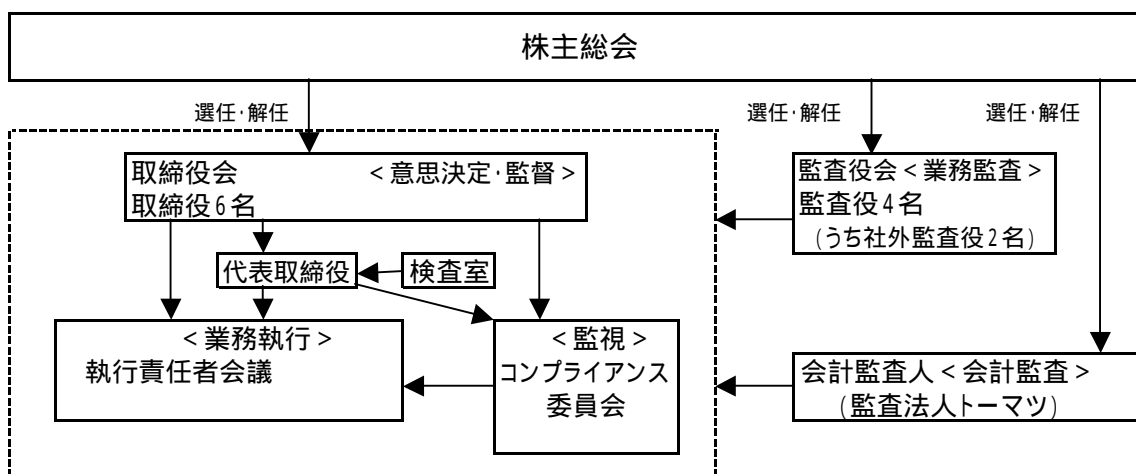 株主総会
選任･解任
選任･解任
選任･解任
取締役会 ＜意思決定･監督＞
取締役6名
監査役会＜業務監査＞
監査役4名
(うち社外監査役2名)
代表取締役
検査室
＜業務執行＞
執行責任者会議
＜監視＞
コンプライアンス
委員会
会計監査人＜会計監査＞
(監査法人トーマツ)